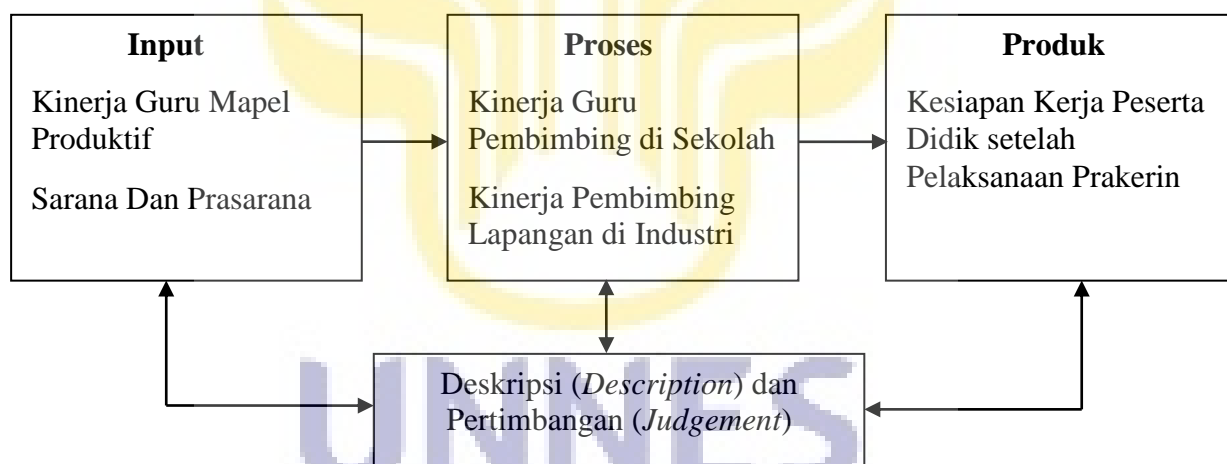 Input
Kinerja Guru Mapel
Produktif
Sarana Dan Prasarana
Proses
Kinerja Guru
Pembimbing di Sekolah
Kinerja Pembimbing
Lapangan di Industri
Produk
Kesiapan Kerja Peserta
Didik setelah
Pelaksanaan Prakerin
Deskripsi (Description) dan
Pertimbangan (Judgement)
UNNES